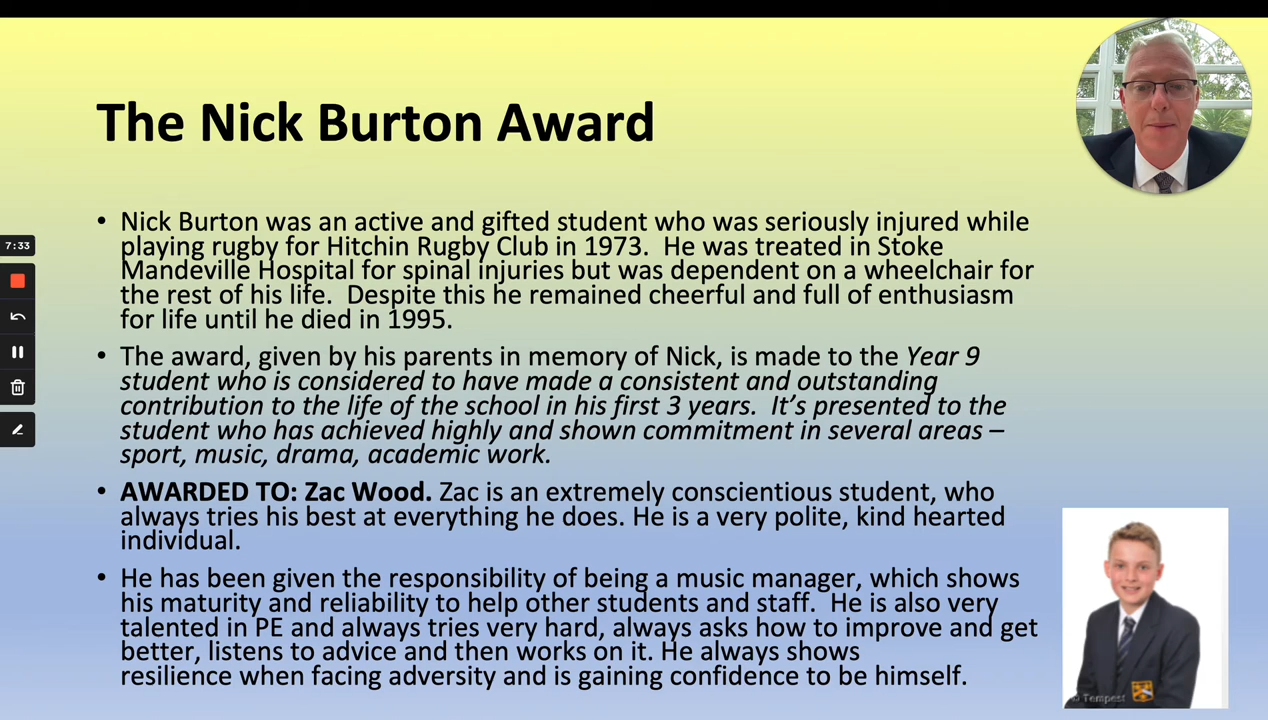 The Nick Burton Award
7:33
• Nick Burton was an active and gifted student who was seriously injured while
playing rugby for Hitchin Rugby Club in 1973.  He was treated in Stoke
Mandeville Hospital for spinal injuries but was dependent on a wheelchair for
the rest of his life.  Despite this he remained cheerful and full of enthusiasm
for life until he died in 1995.
• The award, given by his parents in memory of Nick, is made to the Year 9
student who is considered to have made a consistent and outstanding
contribution to the life of the school in his first 3 years.  It’s presented to the
student who has achieved highly and shown commitment in several areas –
sport, music, drama, academic work.
• AWARDED TO: Zac Wood. Zac is an extremely conscientious student, who
always tries his best at everything he does. He is a very polite, kind hearted
individual.
• He has been given the responsibility of being a music manager, which shows
his maturity and reliability to help other students and staff.  He is also very
talented in PE and always tries very hard, always asks how to improve and get
better, listens to advice and then works on it. He always shows
resilience when facing adversity and is gaining confidence to be himself.
© Tempest